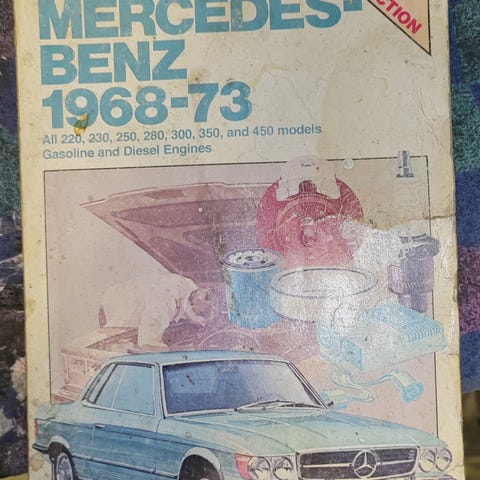 MERCEDES-
BENZ
1968-73
All 220, 230, 250, 280, 300, 350, and 450 models
Gasoline and Diesel Engines